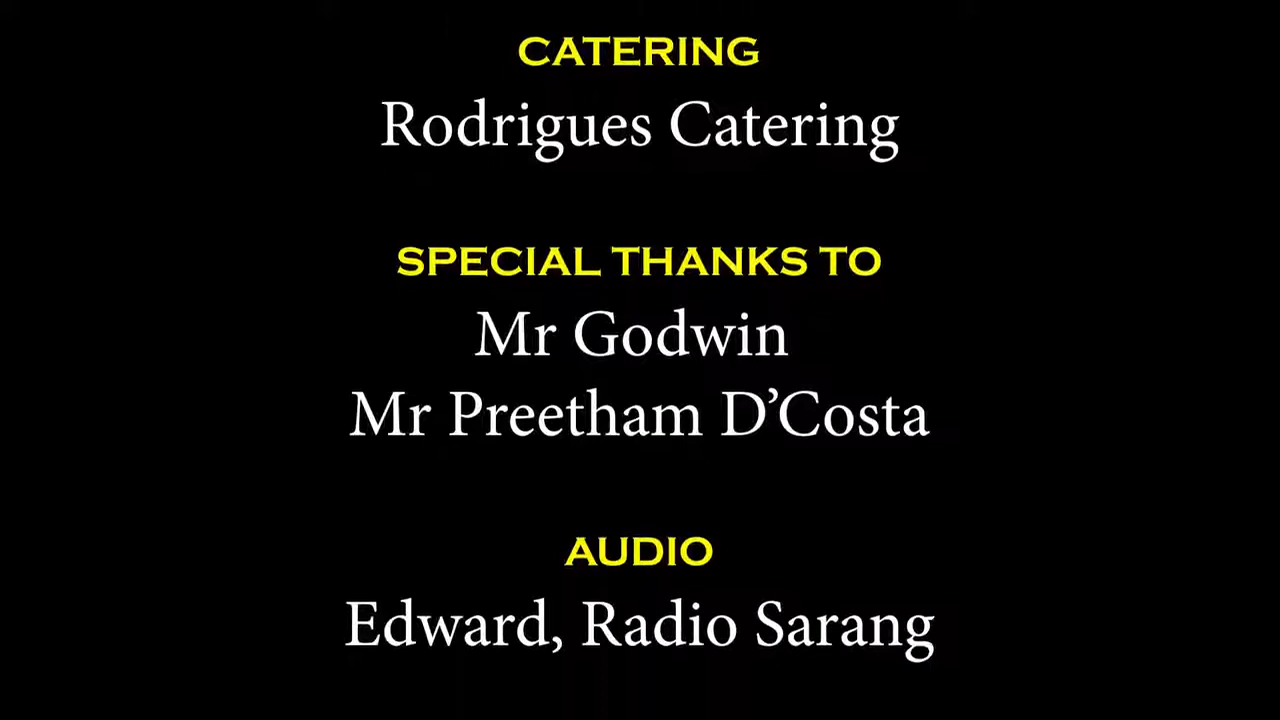 CATERING
Rodrigues Catering
SPECIAL THANKS TO
Mr Godwin
Mr Preetham D’Costa
AUDIO
Edward, Radio Sarang